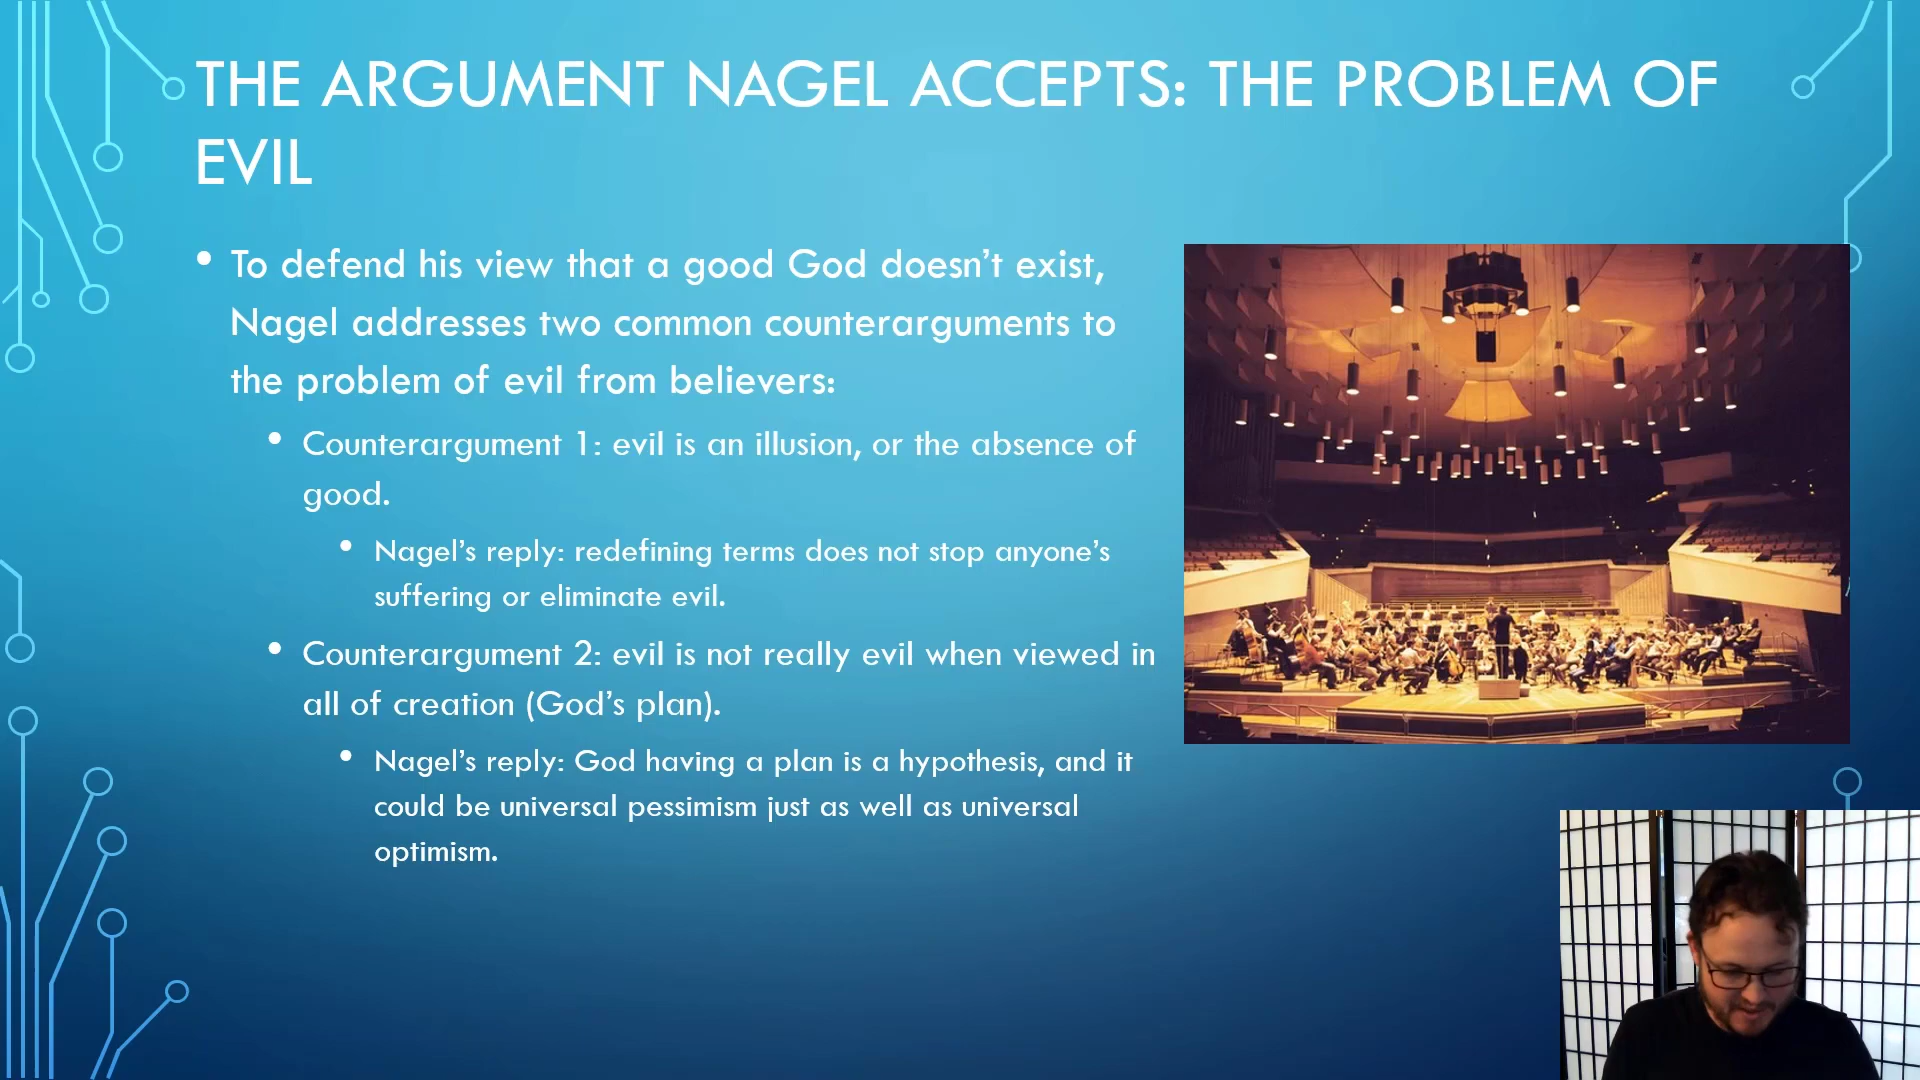 THE ARGUMENT NAGEL ACCEPTS: THE PROBLEM OF
EVIL
• To defend his view that a good God doesn’t exist,
Nagel addresses two common counterarguments to
the problem of evil from believers:
• Counterargument 1: evil is an illusion, or the absence of
good.
• Nagel’s reply: redefining terms does not stop anyone’s
suffering or eliminate evil.
• Counterargument 2: evil is not really evil when viewed in
all of creation (God’s plan).
• Nagel’s reply: God having a plan is a hypothesis, and it
could be universal pessimism just as well as universal
optimism.